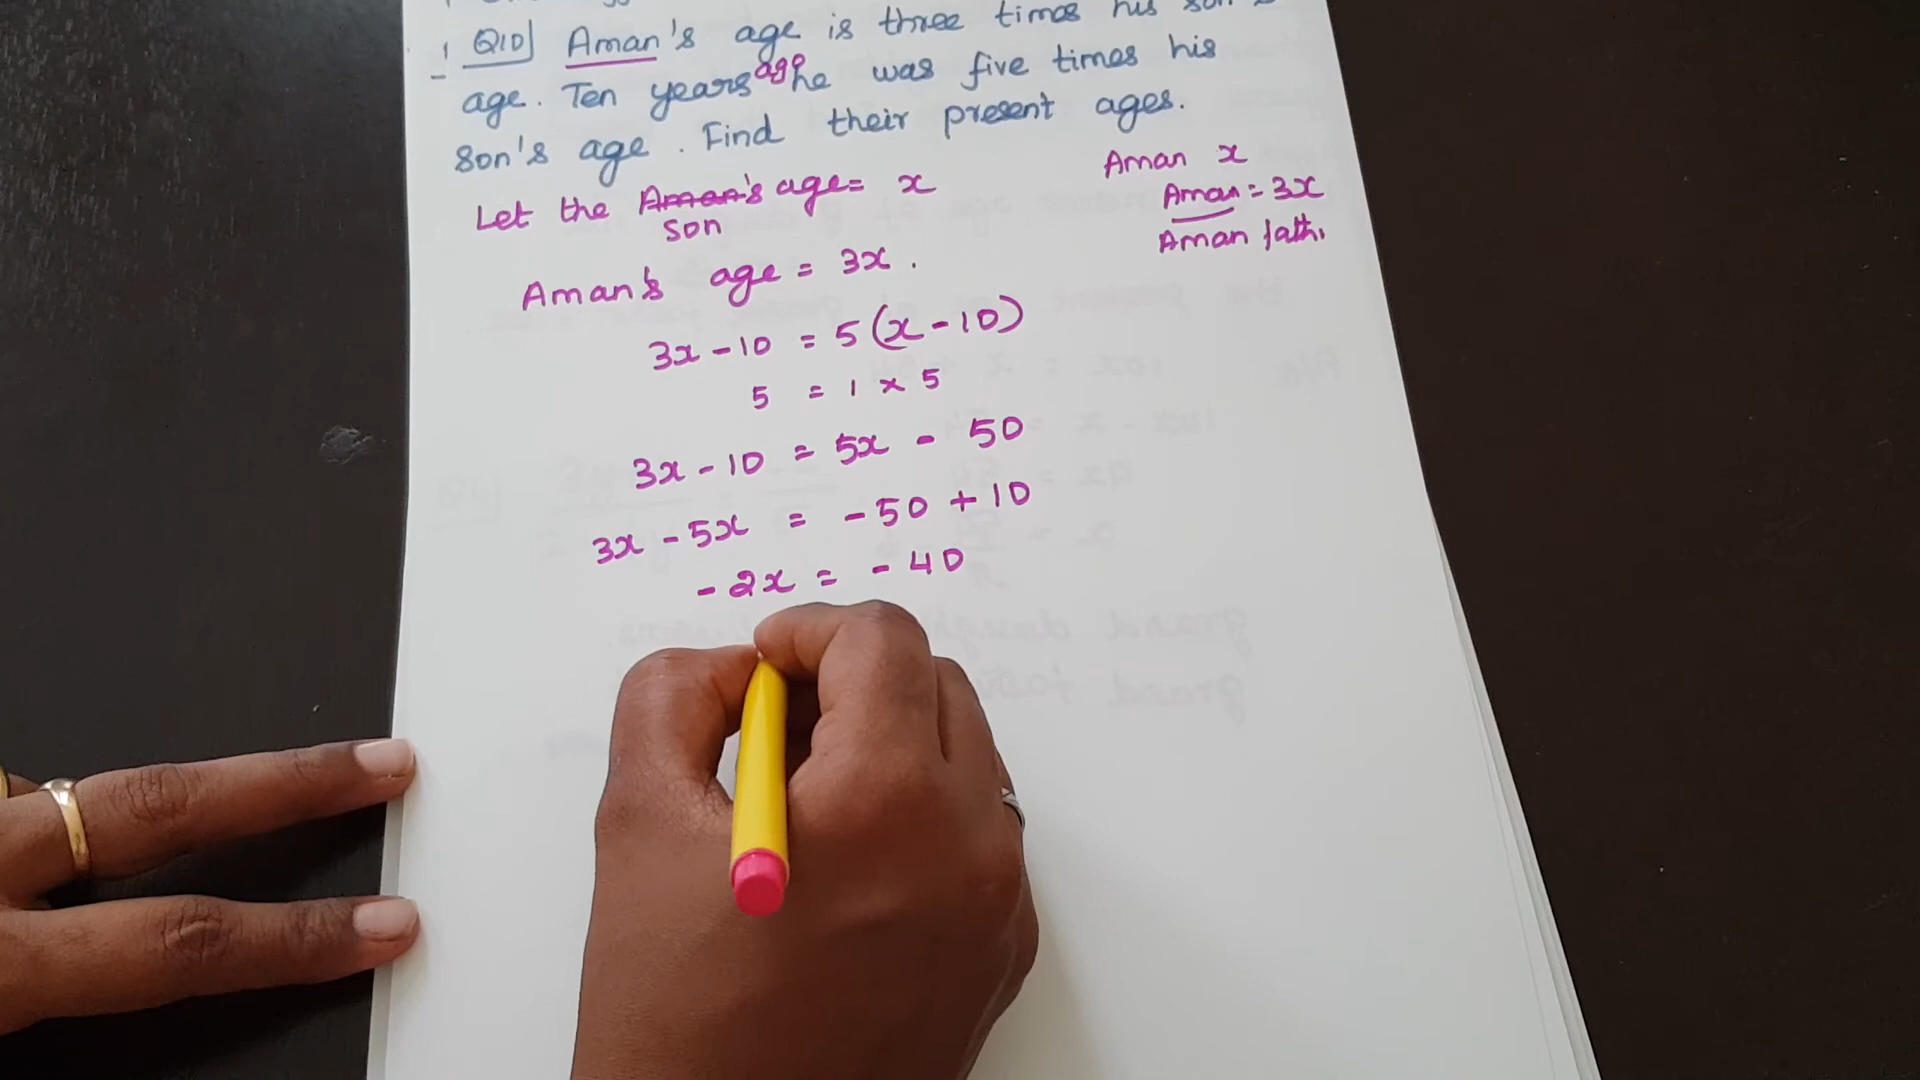 Q10) Aman's age is three times his son's
age. Ten years ago he was five times his
son's age. Find their present ages.
Let the Aman's age = x
son
Aman x
Aman = 3x
Aman fath
Aman's age = 3x.
3x - 10 = 5(x - 10)
5 = 1 × 5
3x - 10 = 5x - 50
3x - 5x = -50 + 10
-2x = -40